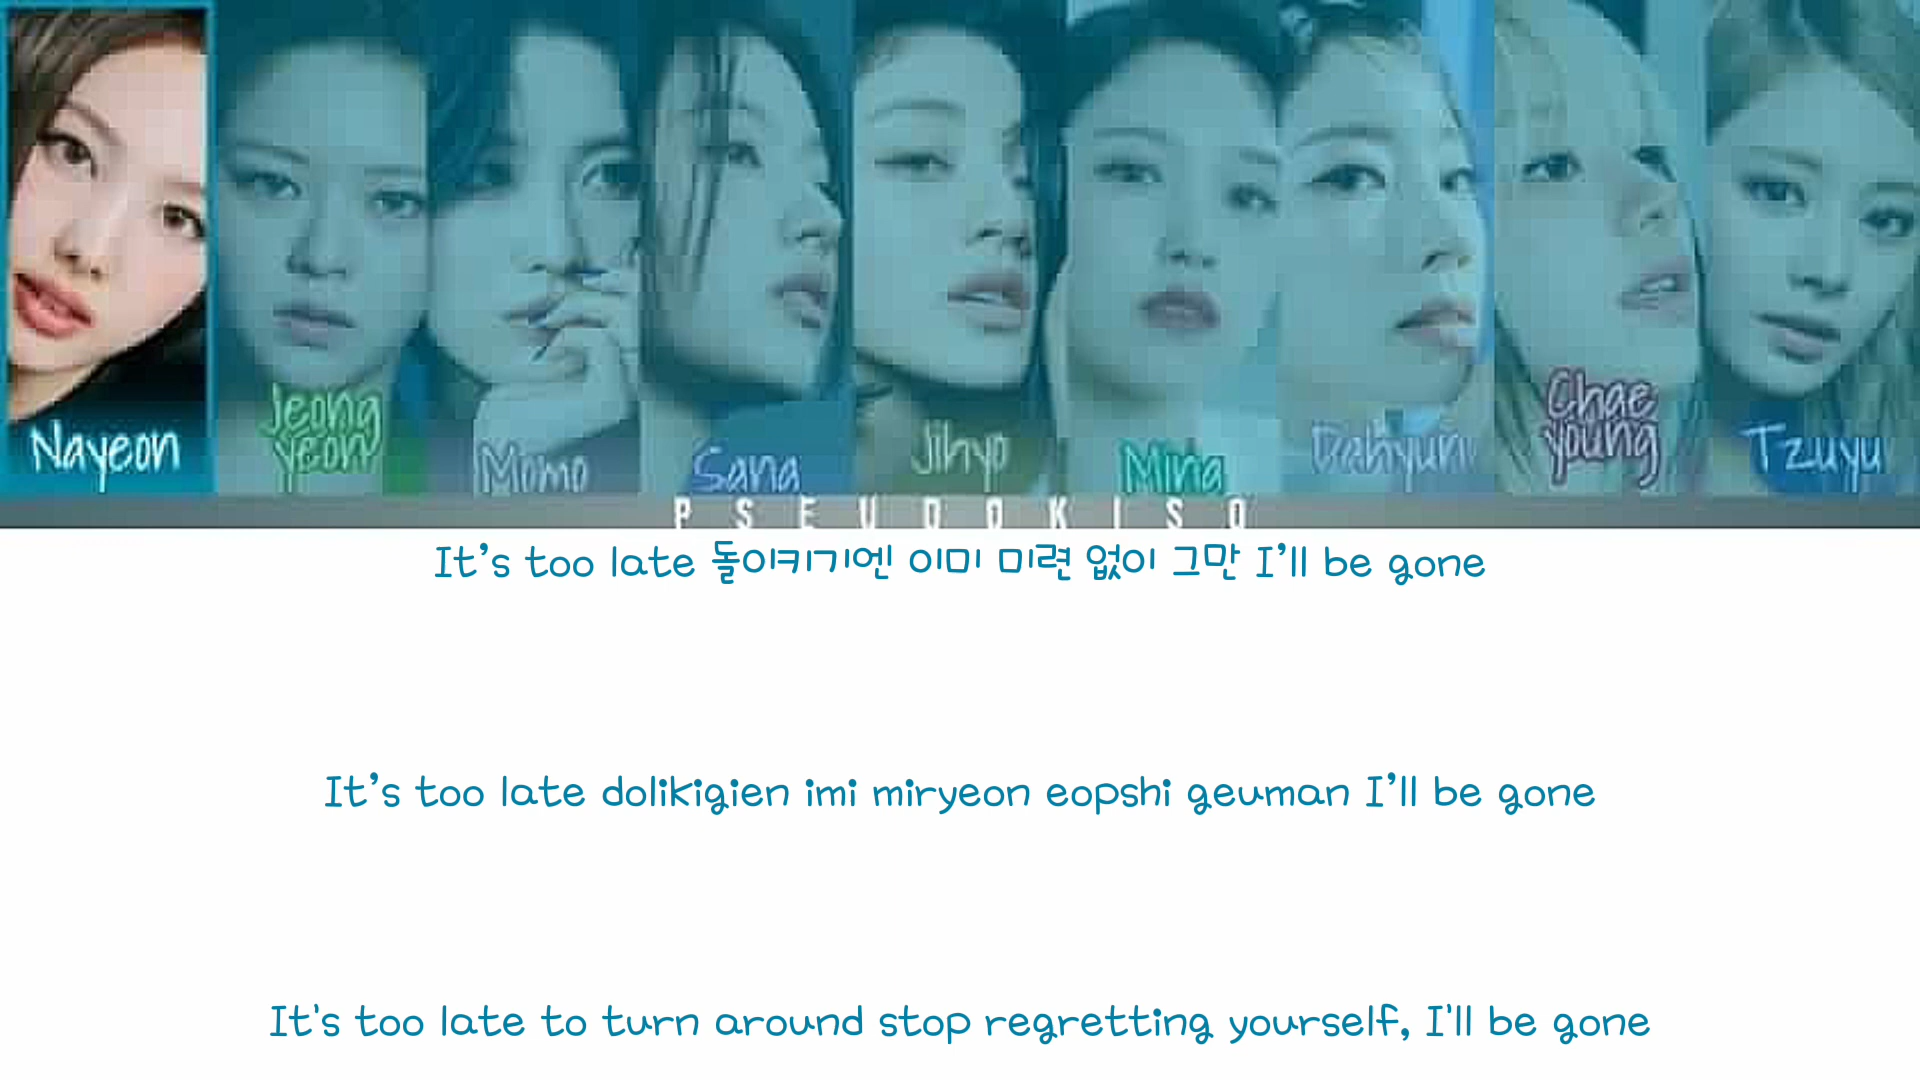 Nayeon
Jeong
yeon
Momo
Sana
Jihyo
Mina
Dahyun
Chae
young
Tzuyu
PSEUDOKISO
It’s too late 돌이키기엔 이미 미련 없이 그만 I’ll be gone
It’s too late dolikigien imi miryeon eopshi geuman I’ll be gone
It's too late to turn around stop regretting yourself, I'll be gone